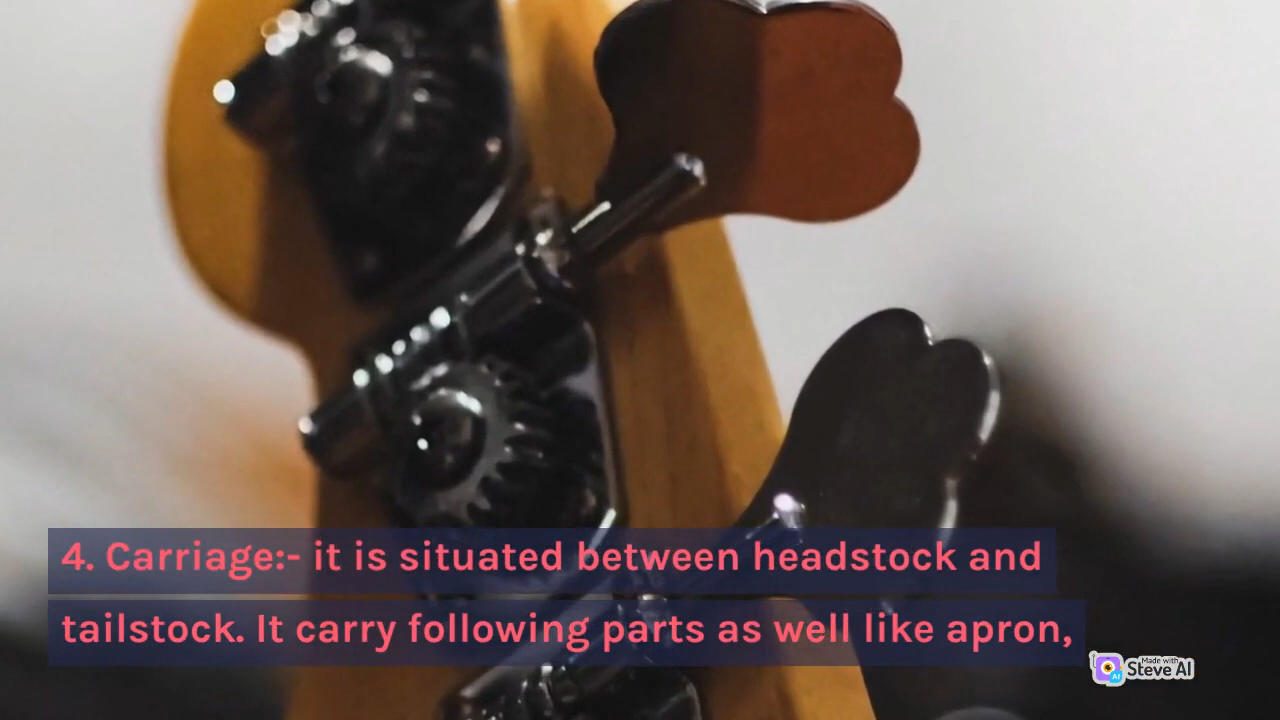 4. Carriage:- it is situated between headstock and
tailstock. It carry following parts as well like apron,
Made with
Steve AI
AI